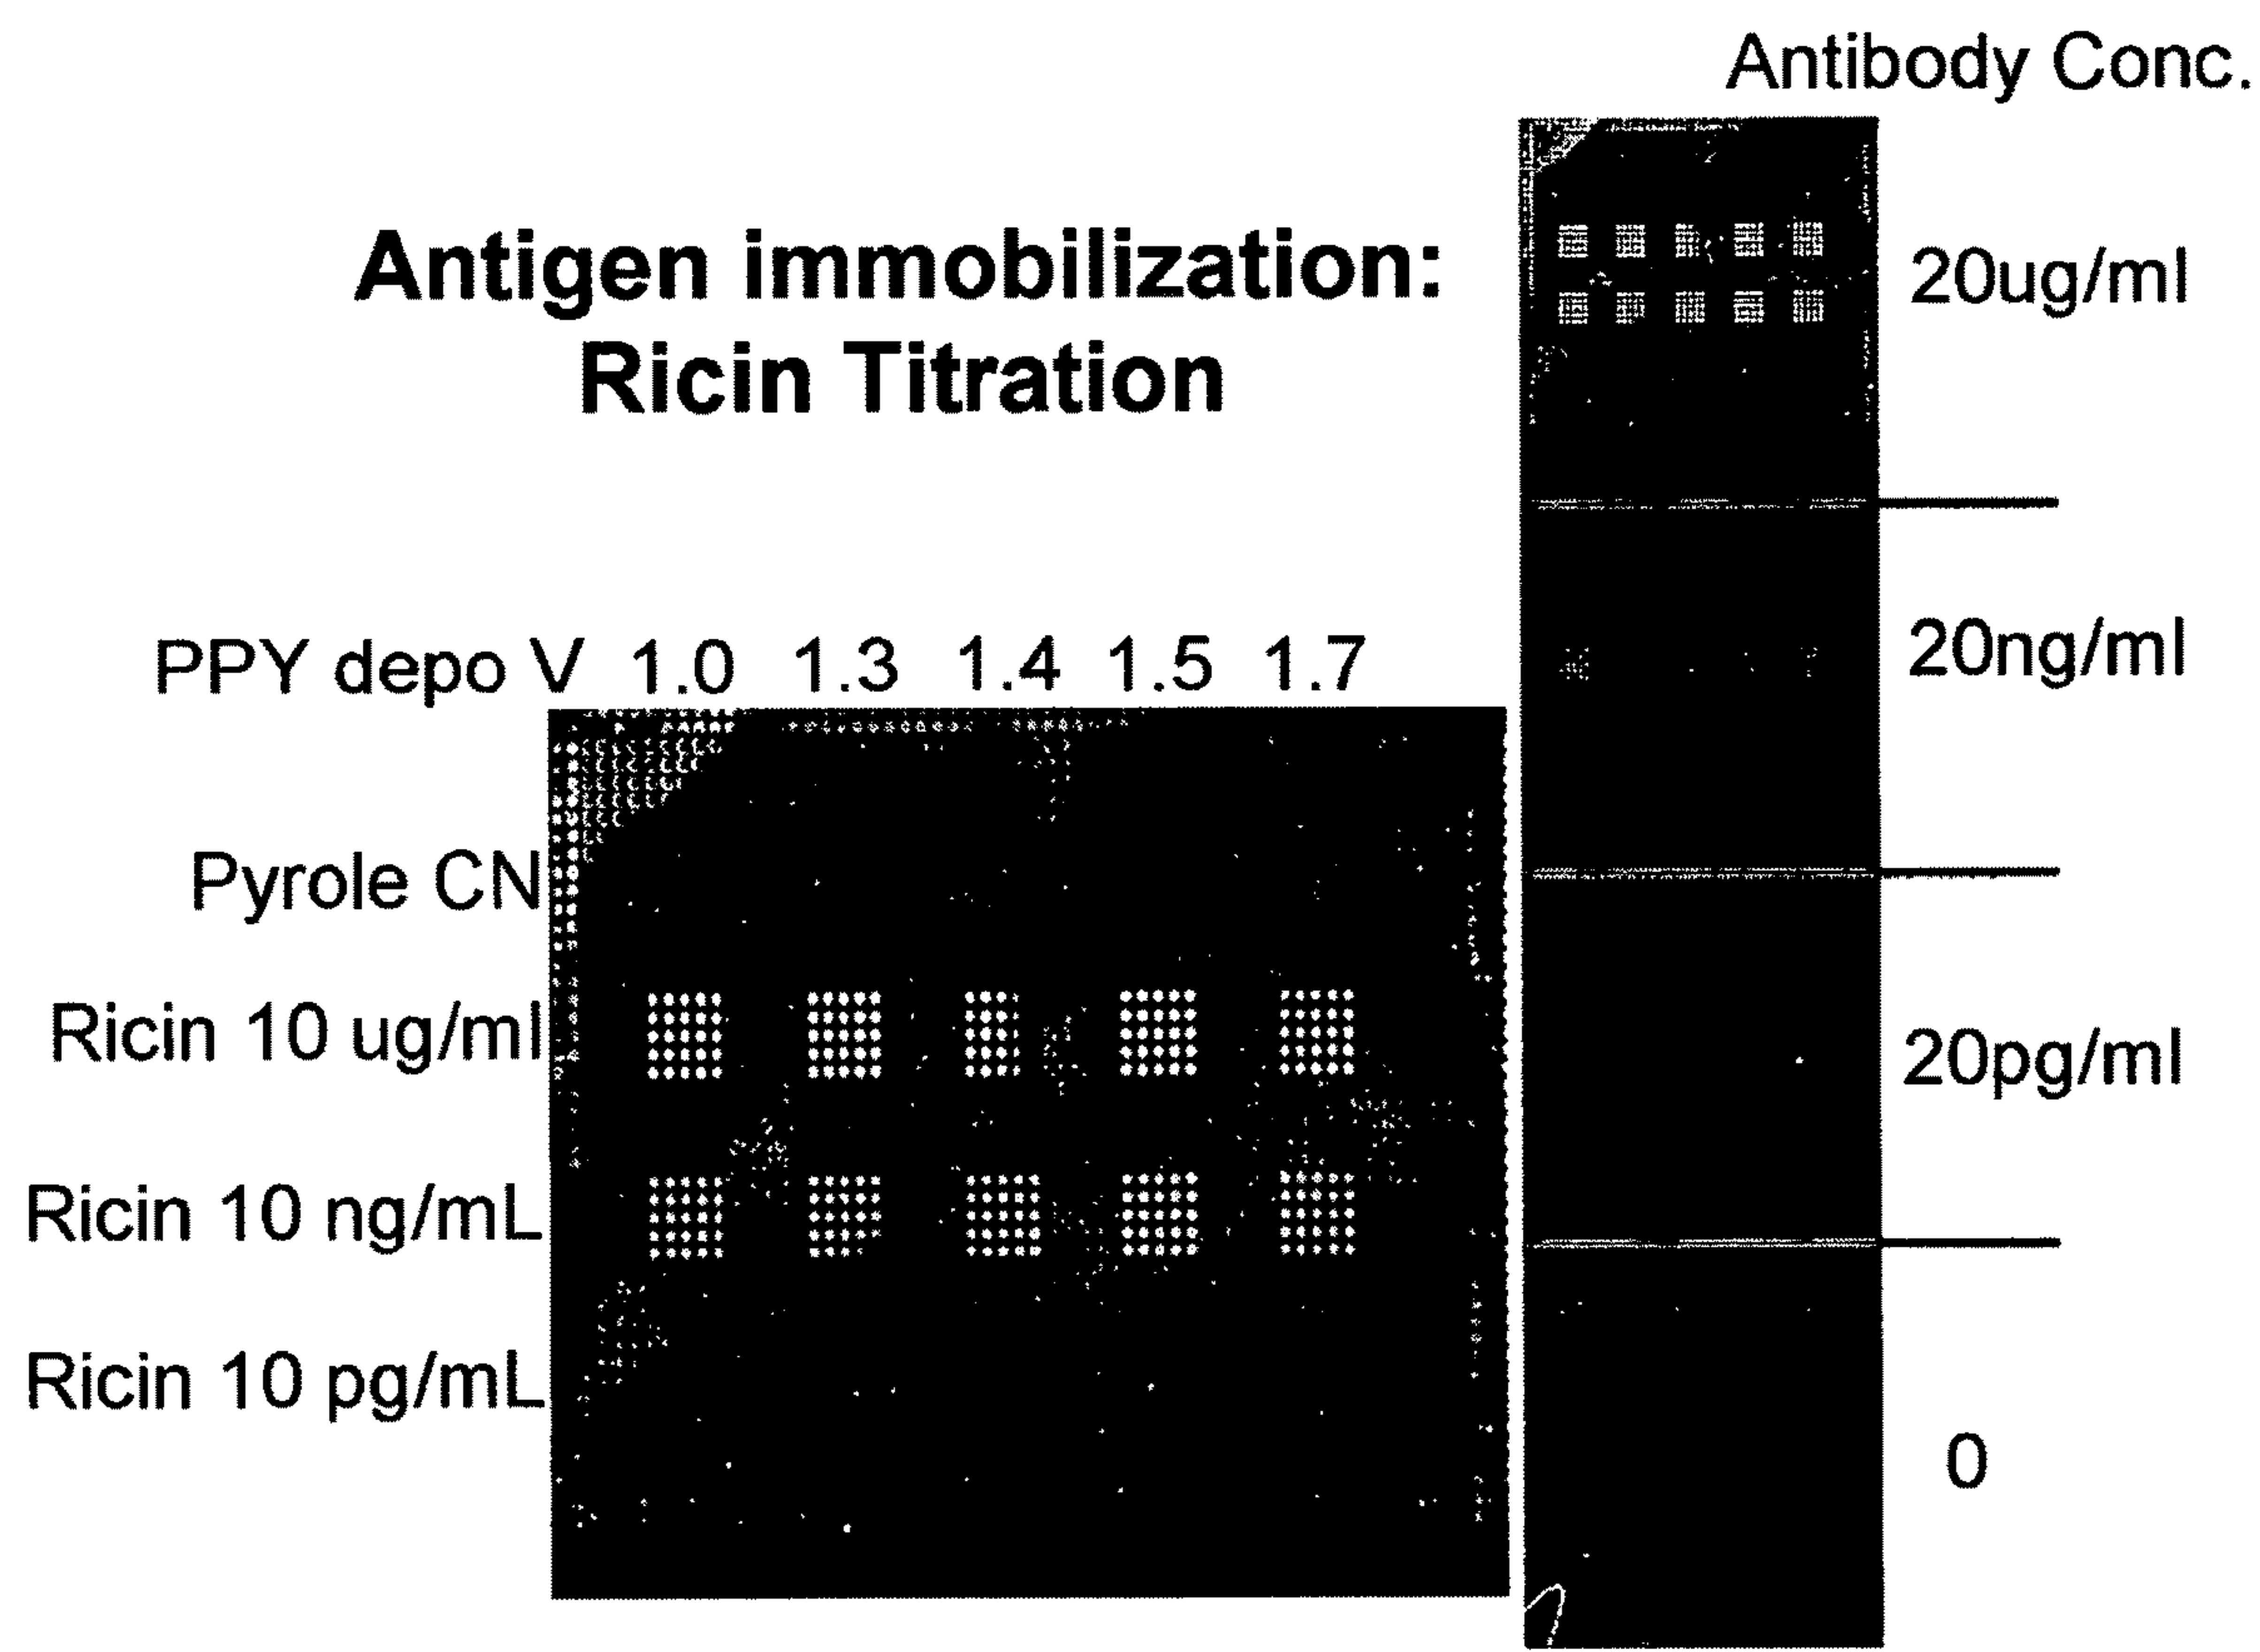 Antibody Conc.
Antigen immobilization:
Ricin Titration
20ug/ml
20ng/ml
20pg/ml
0
PPY depo V 1.0 1.3 1.4 1.5 1.7
Pyrole CN
Ricin 10 ug/ml
Ricin 10 ng/mL
Ricin 10 pg/mL